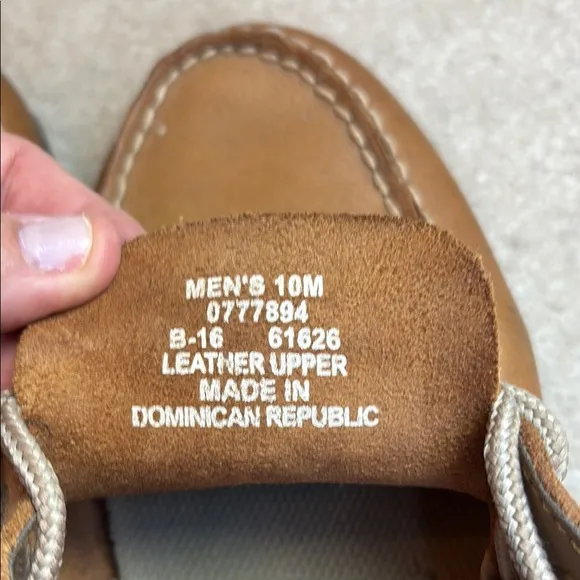 MEN'S 10M
0777894
B-16 61626
LEATHER UPPER
MADE IN
DOMINICAN REPUBLIC